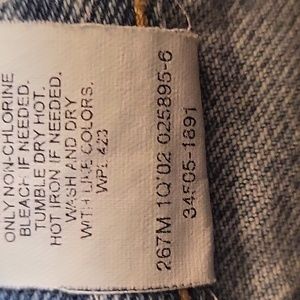 ONLY NON-CHLORINE
BLEACH IF NEEDED.
TUMBLE DRY HOT.
HOT IRON IF NEEDED.
WASH AND DRY
WITH LIKE COLORS.
WPL 423
267M 1Q'02 025895-6
34505-1891